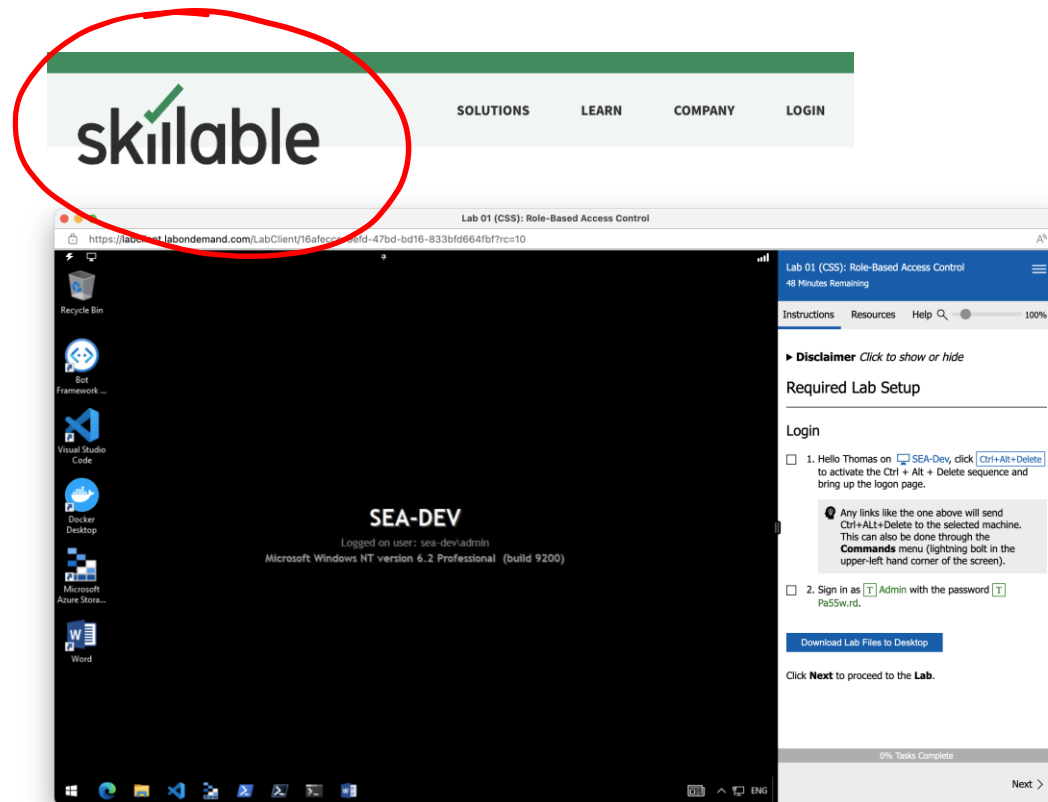 skillable
SOLUTIONS LEARN COMPANY LOGIN
Lab 01 (CSS): Role-Based Access Control
Recycle Bin
Bot
Framework ...
Visual Studio
Code
Docker
Desktop
Microsoft
Azure Stora...
Word
SEA-DEV
Logged on user: sea-dev\admin
Microsoft Windows NT version 6.2 Professional (build 9200)
ENG
Lab 01 (CSS): Role-Based Access Control
48 Minutes Remaining
Instructions Resources Help 100%
Disclaimer Click to show or hide
Required Lab Setup
Login
1. Hello Thomas on SEA-Dev, click Ctrl+Alt+Delete
to activate the Ctrl + Alt + Delete sequence and
bring up the logon page.
Any links like the one above will send
Ctrl+ALt+Delete to the selected machine.
This can also be done through the
Commands menu (lightning bolt in the
upper-left hand corner of the screen).
2. Sign in as T Admin with the password T
Pa55w.rd.
Download Lab Files to Desktop
Click Next to proceed to the Lab.
0% Tasks Complete
Next